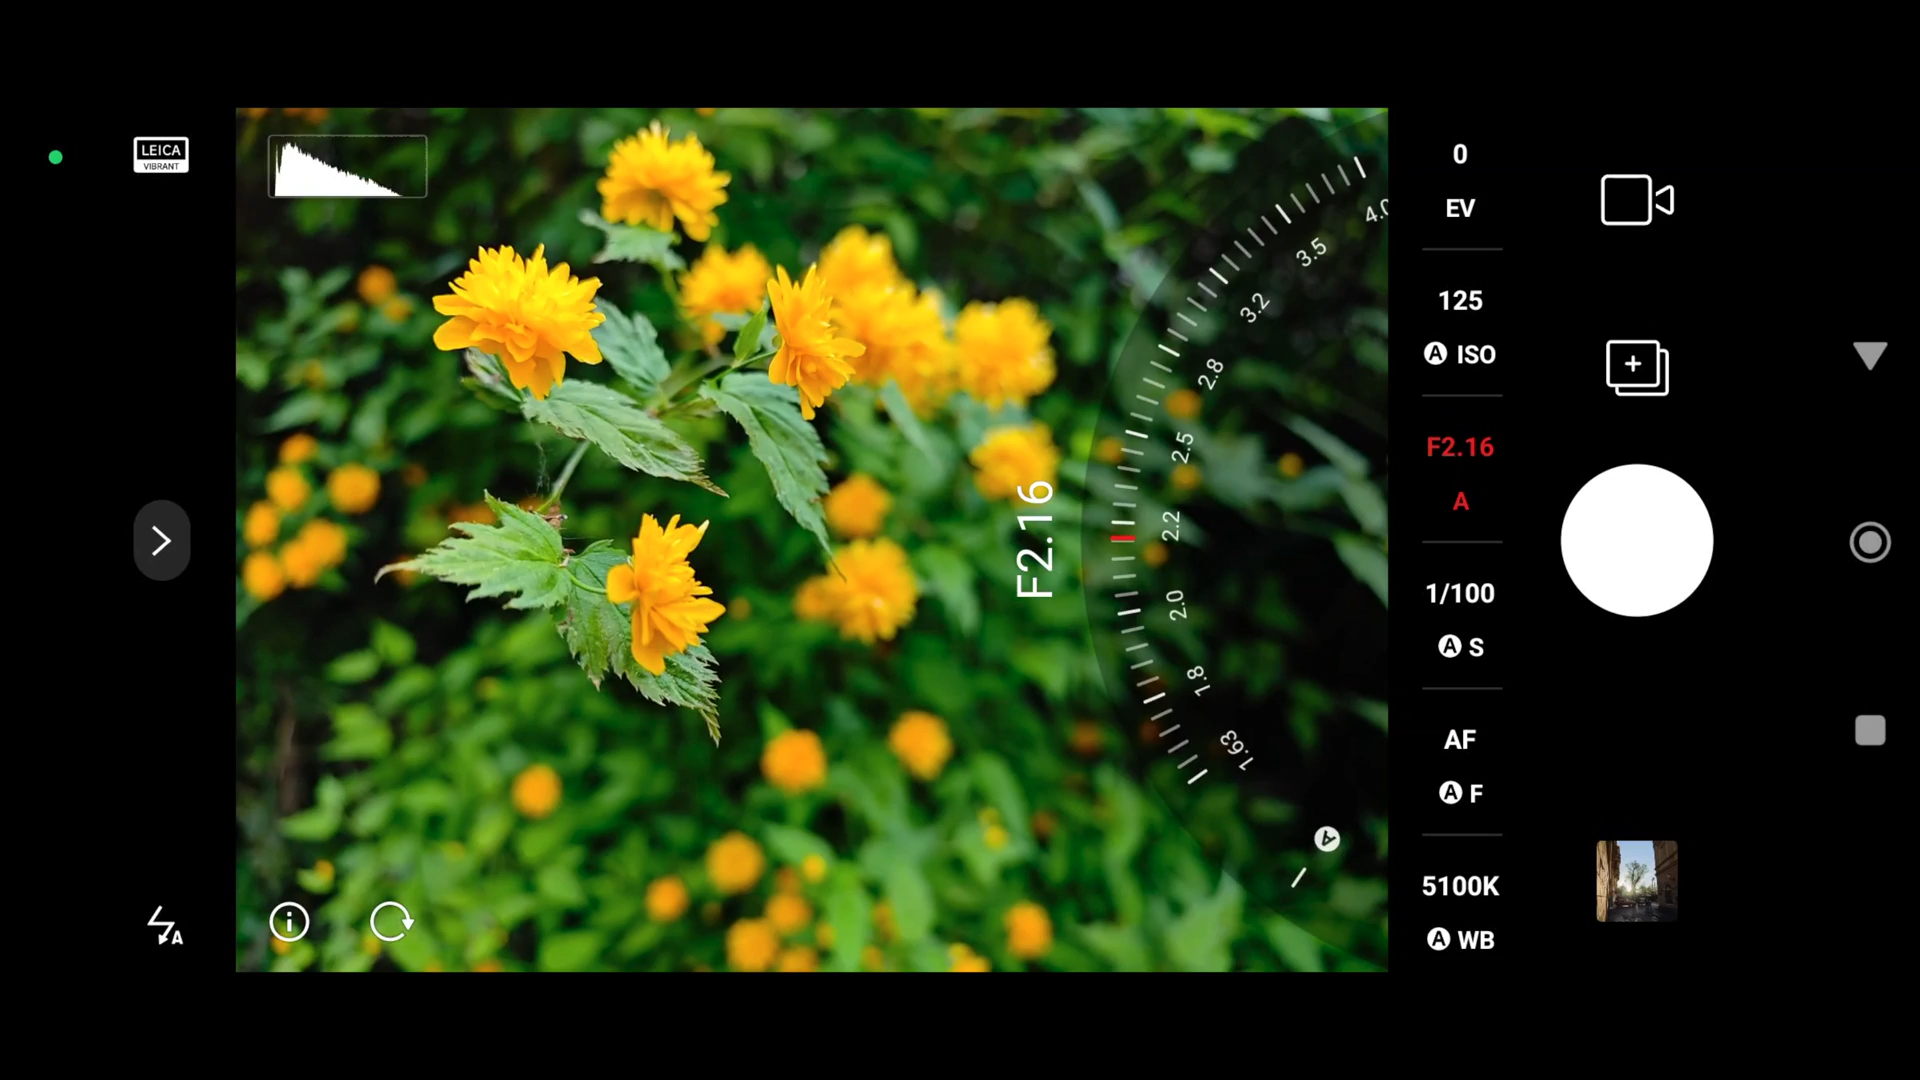 LEICA
VIBRANT
F2.16
4.0
3.5
3.2
2.8
2.5
2.2
2.0
1.8
1.63
A
0
EV
125
A ISO
F2.16
A
1/100
A S
AF
A F
5100K
A WB
A